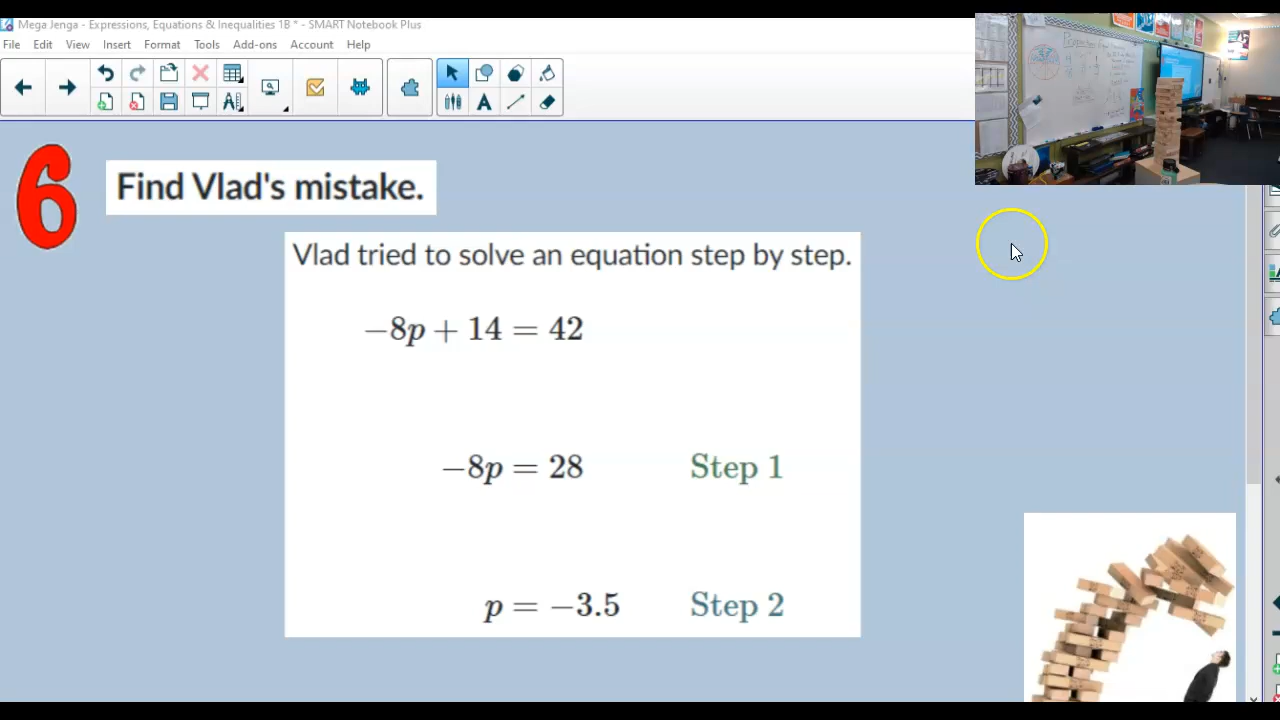 Mega Jenga - Expressions, Equations & Inequalities 1B * - SMART Notebook Plus
File Edit View Insert Format Tools Add-ons Account Help
6
Find Vlad's mistake.
Vlad tried to solve an equation step by step.
−8p + 14 = 42
−8p = 28 Step 1
p = −3.5 Step 2